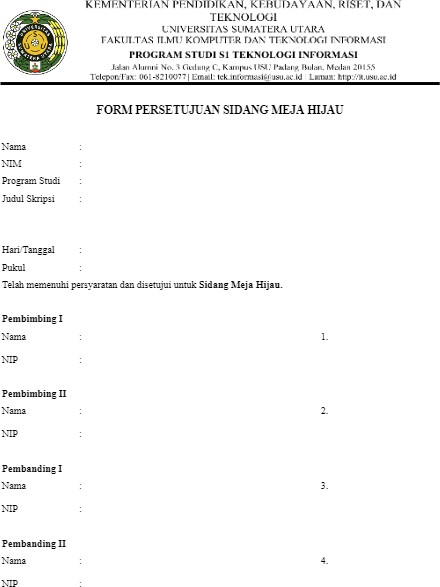 KEMENTERIAN PENDIDIKAN, KEBUDAYAAN, RISET, DAN
TEKNOLOGI
UNIVERSITAS SUMATERA UTARA
FAKULTAS ILMU KOMPUTER DAN TEKNOLOGI INFORMASI
PROGRAM STUDI S1 TEKNOLOGI INFORMASI
Jalan Alumni No. 3 Gedung C, Kampus USU Padang Bulan, Medan 20155
Telepon/Fax: 061-8210077 | Email: tek.informasi@usu.ac.id | Laman: http://it.usu.ac.id
FORM PERSETUJUAN SIDANG MEJA HIJAU
Nama :
NIM :
Program Studi :
Judul Skripsi :
Hari/Tanggal :
Pukul :
Telah memenuhi persyaratan dan disetujui untuk Sidang Meja Hijau.
Pembimbing I
Nama : 1.
NIP :
Pembimbing II
Nama : 2.
NIP :
Pembanding I
Nama : 3.
NIP :
Pembanding II
Nama : 4.
NIP :